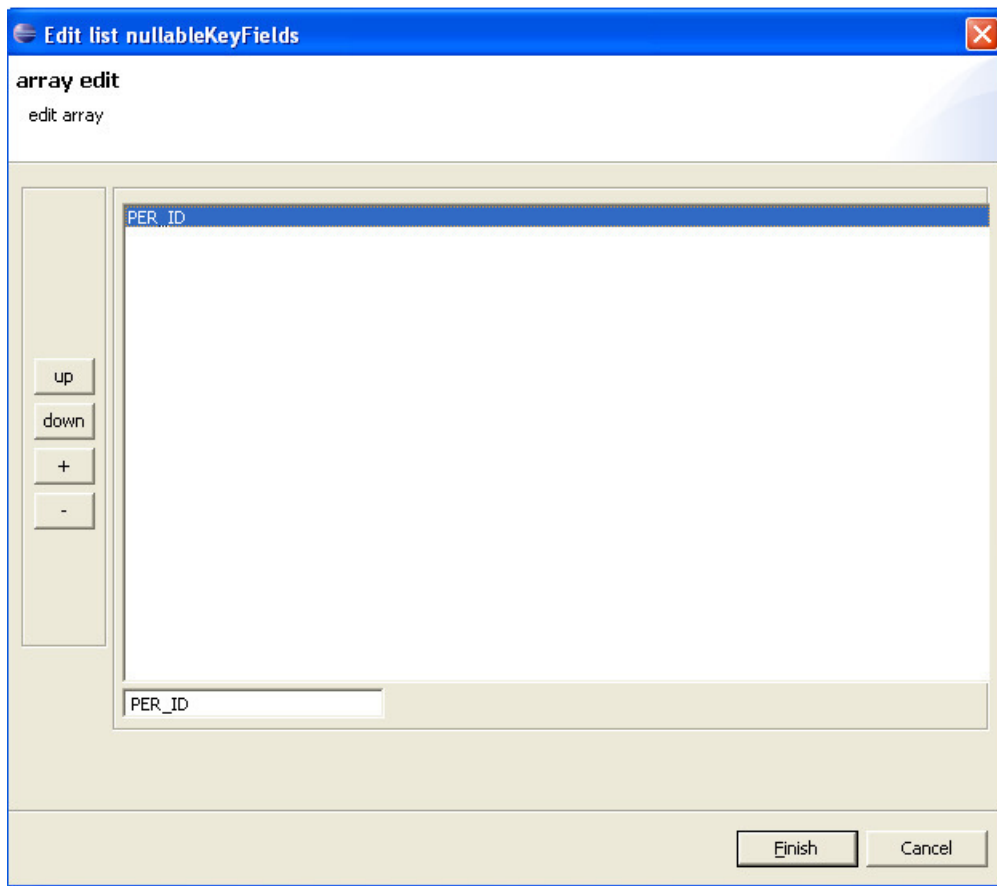 Edit list nullableKeyFields
array edit
edit array
PER_ID
up
down
+
-
PER_ID
Finish
Cancel